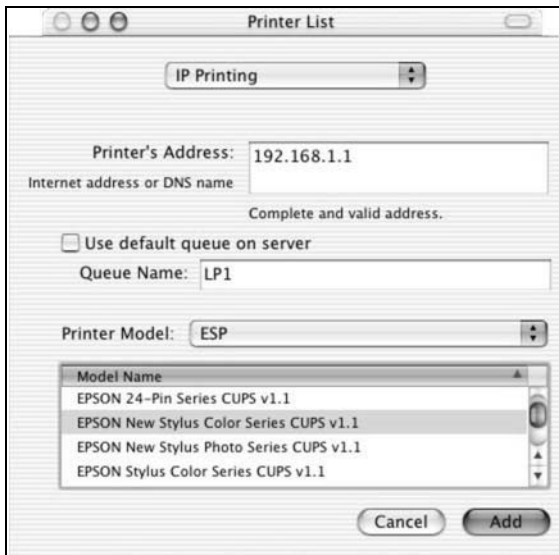 Printer List
IP Printing
Printer's Address: 192.168.1.1
Internet address or DNS name
Complete and valid address.
Use default queue on server
Queue Name: LP1
Printer Model: ESP
Model Name
EPSON 24-Pin Series CUPS v1.1
EPSON New Stylus Color Series CUPS v1.1
EPSON New Stylus Photo Series CUPS v1.1
EPSON Stylus Color Series CUPS v1.1
Cancel Add